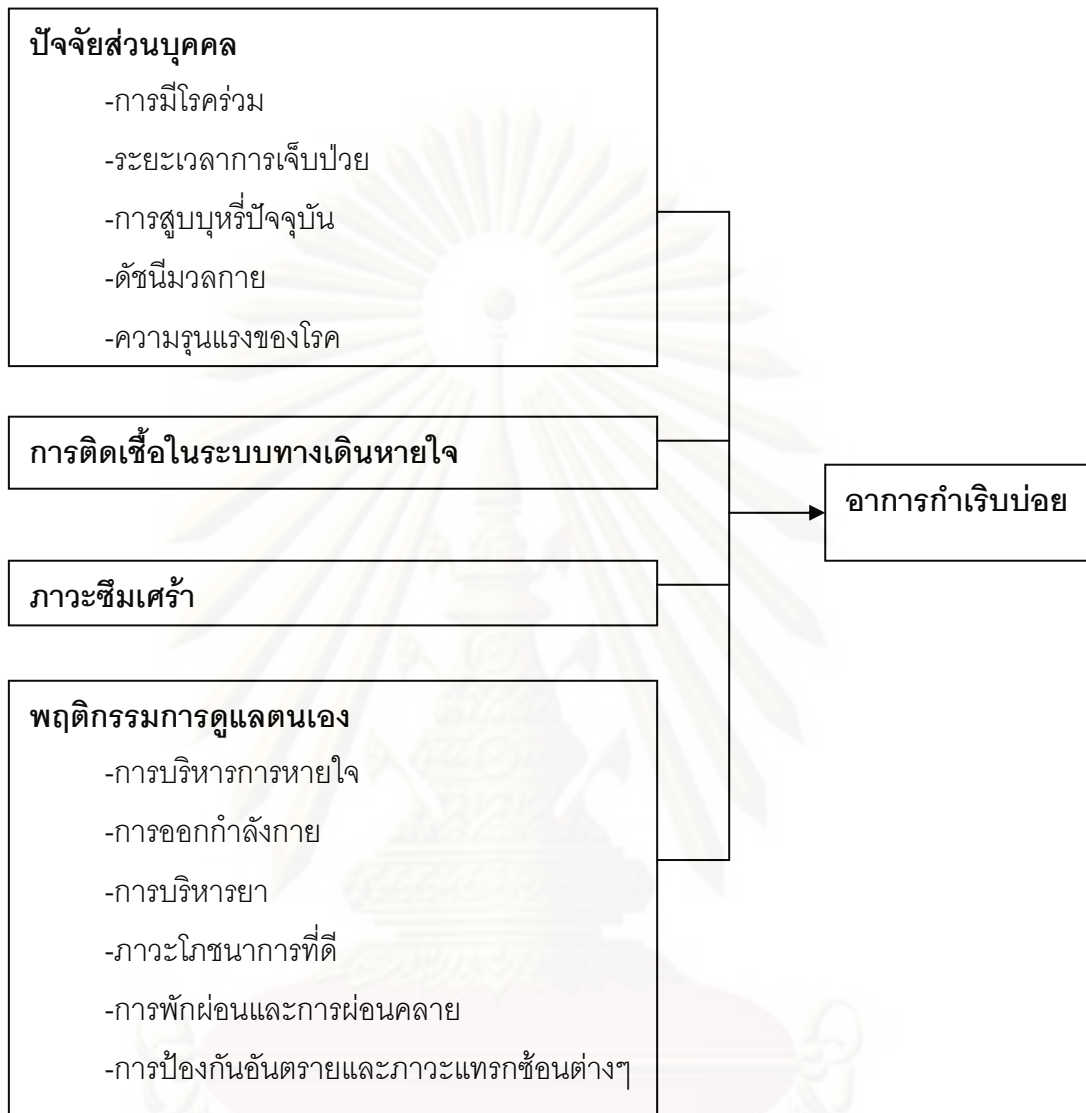 ปัจจัยส่วนบุคคล
-การมีโรคร่วม
-ระยะเวลาการเจ็บป่วย
-การสูบบุหรี่ปัจจุบัน
-ดัชนีมวลกาย
-ความรุนแรงของโรค
การติดเชื้อในระบบทางเดินหายใจ
อาการกำเริบบ่อย
ภาวะซึมเศร้า
พฤติกรรมการดูแลตนเอง
-การบริหารการหายใจ
-การออกกำลังกาย
-การบริหารยา
-ภาวะโภชนาการที่ดี
-การพักผ่อนและการผ่อนคลาย
-การป้องกันอันตรายและภาวะแทรกซ้อนต่างๆ